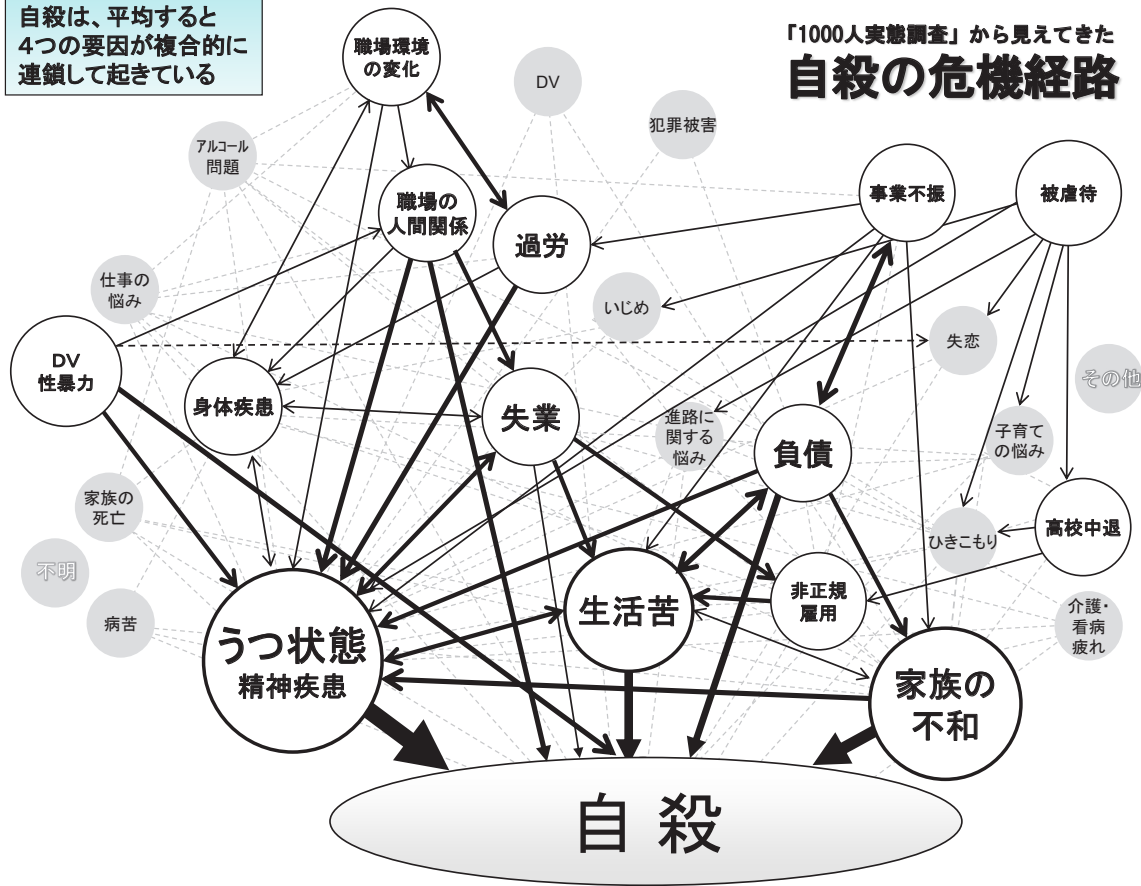 自殺は、平均すると
4つの要因が複合的に
連鎖して起きている
「1000人実態調査」から見えてきた
自殺の危機経路
職場環境
の変化
DV
犯罪被害
アルコール
問題
職場の
人間関係
過労
事業不振
被虐待
仕事の
悩み
いじめ
失恋
DV
性暴力
その他
身体疾患
失業
進路に
関する
悩み
負債
子育て
の悩み
家族の
死亡
ひきこもり
高校中退
不明
病苦
うつ状態
精神疾患
生活苦
非正規
雇用
介護・
看病
疲れ
家族の
不和
自殺